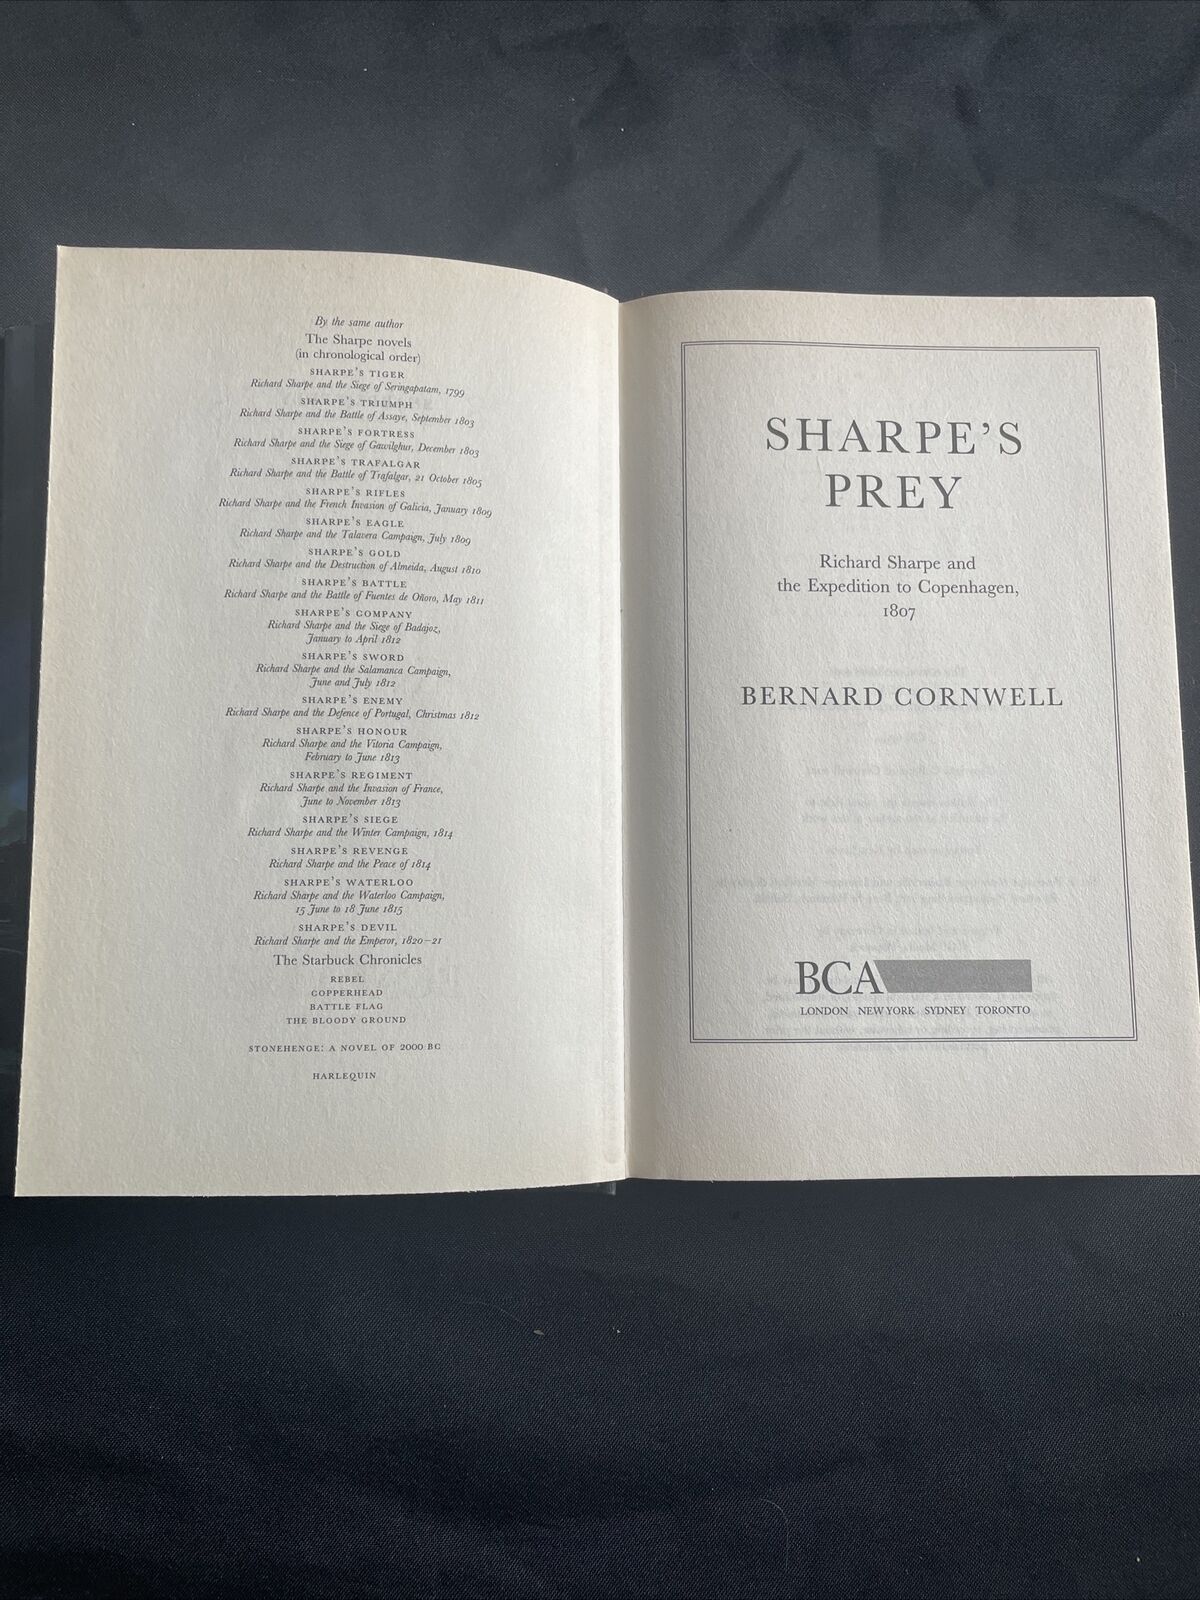 By the same author
The Sharpe novels
(in chronological order)
SHARPE'S TIGER
Richard Sharpe and the Siege of Seringapatam, 1799
SHARPE'S TRIUMPH
Richard Sharpe and the Battle of Assaye, September 1803
SHARPE'S FORTRESS
Richard Sharpe and the Siege of Gawilghur, December 1803
SHARPE'S TRAFALGAR
Richard Sharpe and the Battle of Trafalgar, 21 October 1805
SHARPE'S RIFLES
Richard Sharpe and the French Invasion of Galicia, January 1809
SHARPE'S EAGLE
Richard Sharpe and the Talavera Campaign, July 1809
SHARPE'S GOLD
Richard Sharpe and the Destruction of Almeida, August 1810
SHARPE'S BATTLE
Richard Sharpe and the Battle of Fuentes de Oñoro, May 1811
SHARPE'S COMPANY
Richard Sharpe and the Siege of Badajoz,
January to April 1812
SHARPE'S SWORD
Richard Sharpe and the Salamanca Campaign,
June and July 1812
SHARPE'S ENEMY
Richard Sharpe and the Defence of Portugal, Christmas 1812
SHARPE'S HONOUR
Richard Sharpe and the Vitoria Campaign,
February to June 1813
SHARPE'S REGIMENT
Richard Sharpe and the Invasion of France,
June to November 1813
SHARPE'S SIEGE
Richard Sharpe and the Winter Campaign, 1814
SHARPE'S REVENGE
Richard Sharpe and the Peace of 1814
SHARPE'S WATERLOO
Richard Sharpe and the Waterloo Campaign,
15 June to 18 June 1815
SHARPE'S DEVIL
Richard Sharpe and the Emperor, 1820–21
The Starbuck Chronicles
REBEL
COPPERHEAD
BATTLE FLAG
THE BLOODY GROUND
STONEHENGE: A NOVEL OF 2000 BC
HARLEQUIN
SHARPE'S
PREY
Richard Sharpe and
the Expedition to Copenhagen,
1807
BERNARD CORNWELL
BCA
LONDON NEW YORK SYDNEY TORONTO